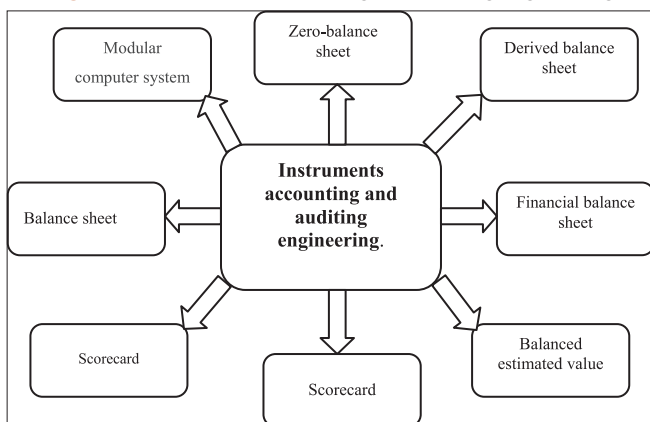 Modular
computer system
Zero-balance
sheet
Derived balance
sheet
Instruments
accounting and
auditing
engineering.
Balance sheet
Financial balance
sheet
Scorecard
Scorecard
Balanced
estimated value